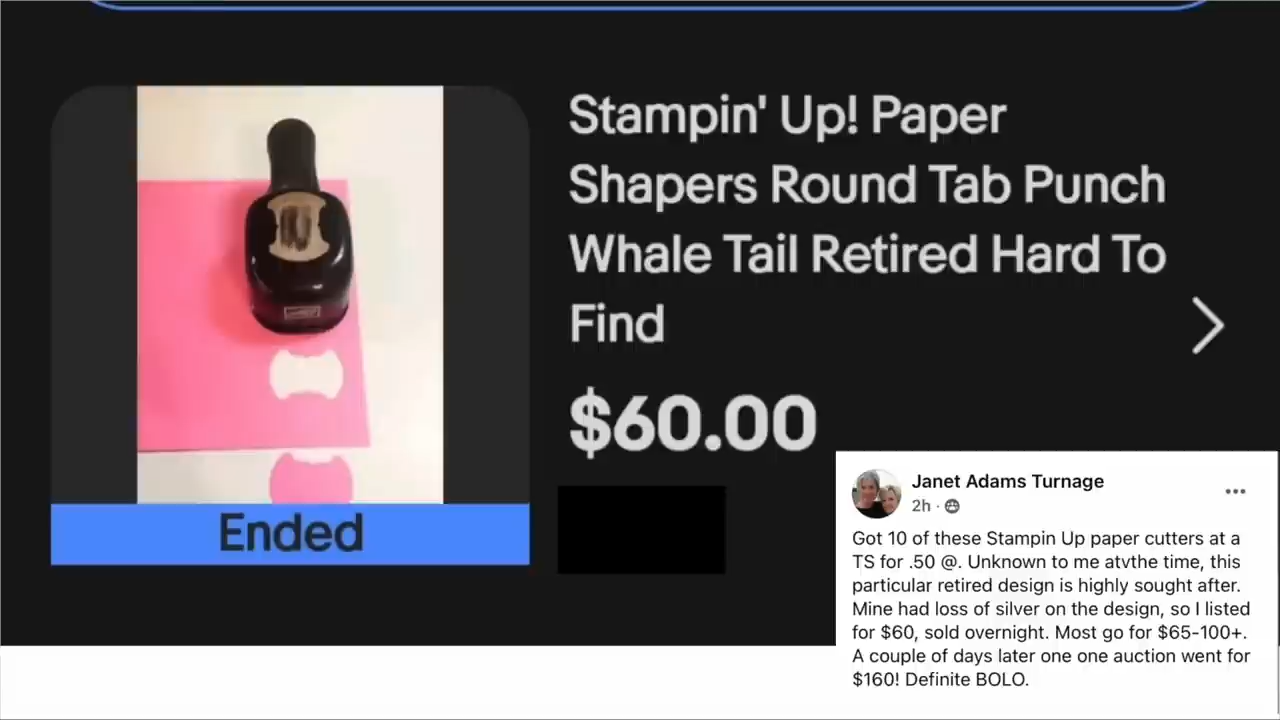 Stampin' Up! Paper
Shapers Round Tab Punch
Whale Tail Retired Hard To
Find
$60.00
Ended
Janet Adams Turnage
2h ·
Got 10 of these Stampin Up paper cutters at a
TS for .50 @. Unknown to me atvthe time, this
particular retired design is highly sought after.
Mine had loss of silver on the design, so I listed
for $60, sold overnight. Most go for $65-100+.
A couple of days later one one auction went for
$160! Definite BOLO.